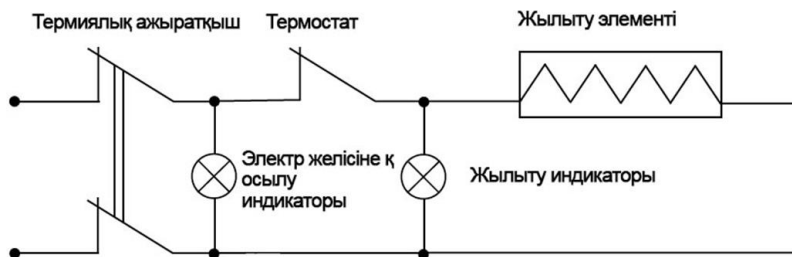 Термиялық ажыратқыш
Термостат
Жылыту элементі
Электр желісіне қ
осылу
индикаторы
Жылыту индикаторы